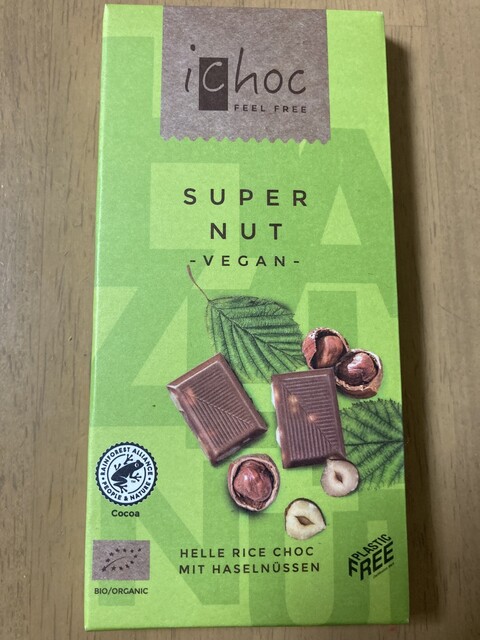 ichoc
FEEL FREE
SUPER
NUT
-VEGAN-
RAINFOREST ALLIANCE
PEOPLE & NATURE
Cocoa
HELLE RICE CHOC
MIT HASELNÜSSEN
PLASTIC
FREE
BIO/ORGANIC